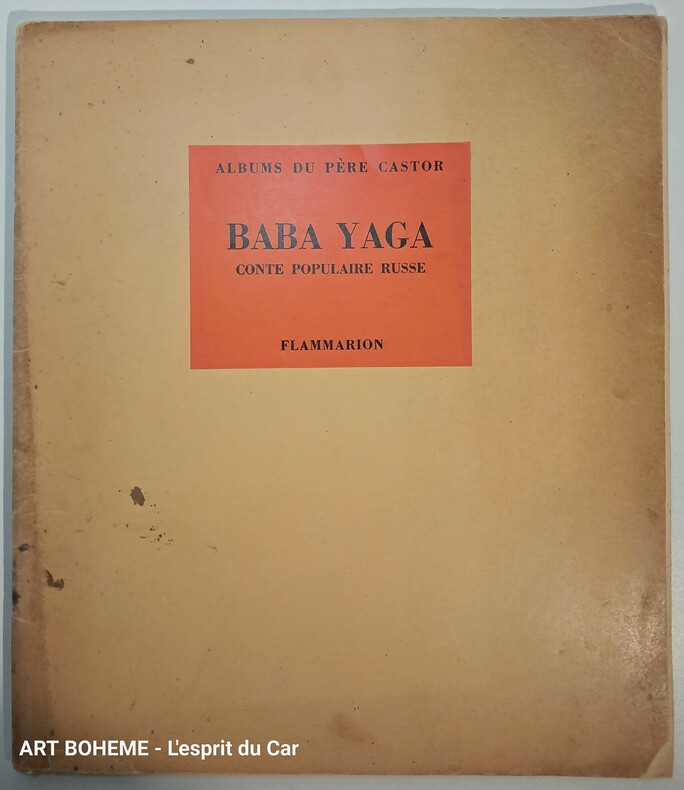 ALBUMS DU PÈRE CASTOR
BABA YAGA
CONTE POPULAIRE RUSSE
FLAMMARION
ART BOHEME - L'esprit du Car